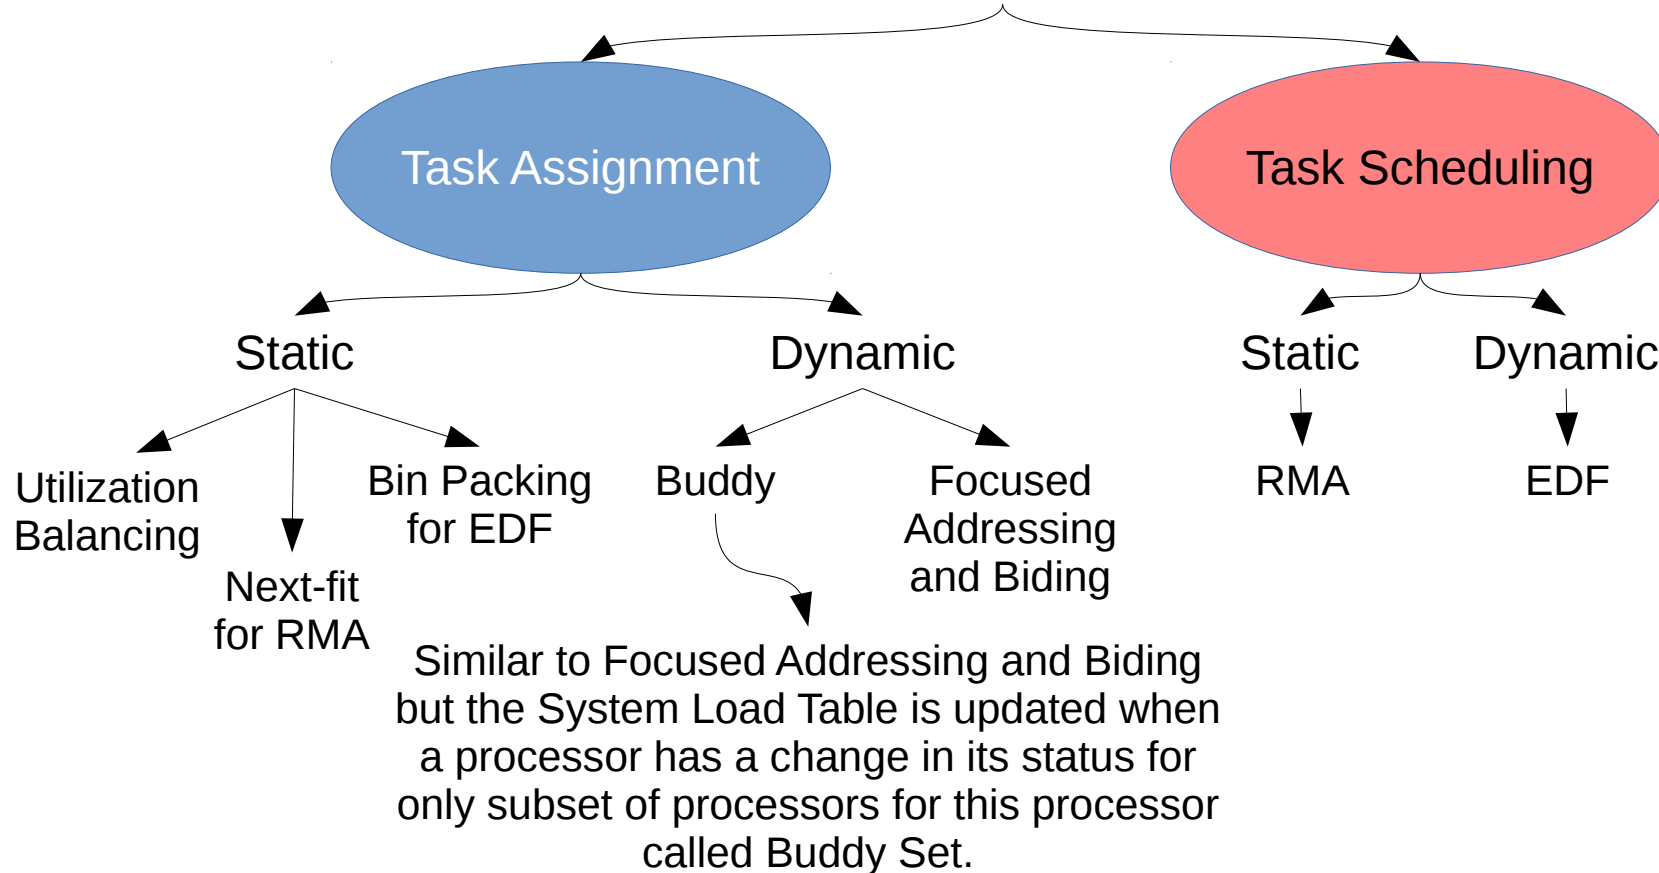 Task Assignment
Task Scheduling
Static
Dynamic
Static
Dynamic
Utilization
Balancing
Next-fit
for RMA
Bin Packing
for EDF
Buddy
Focused
Addressing
and Biding
RMA
EDF
Similar to Focused Addressing and Biding
but the System Load Table is updated when
a processor has a change in its status for
only subset of processors for this processor
called Buddy Set.